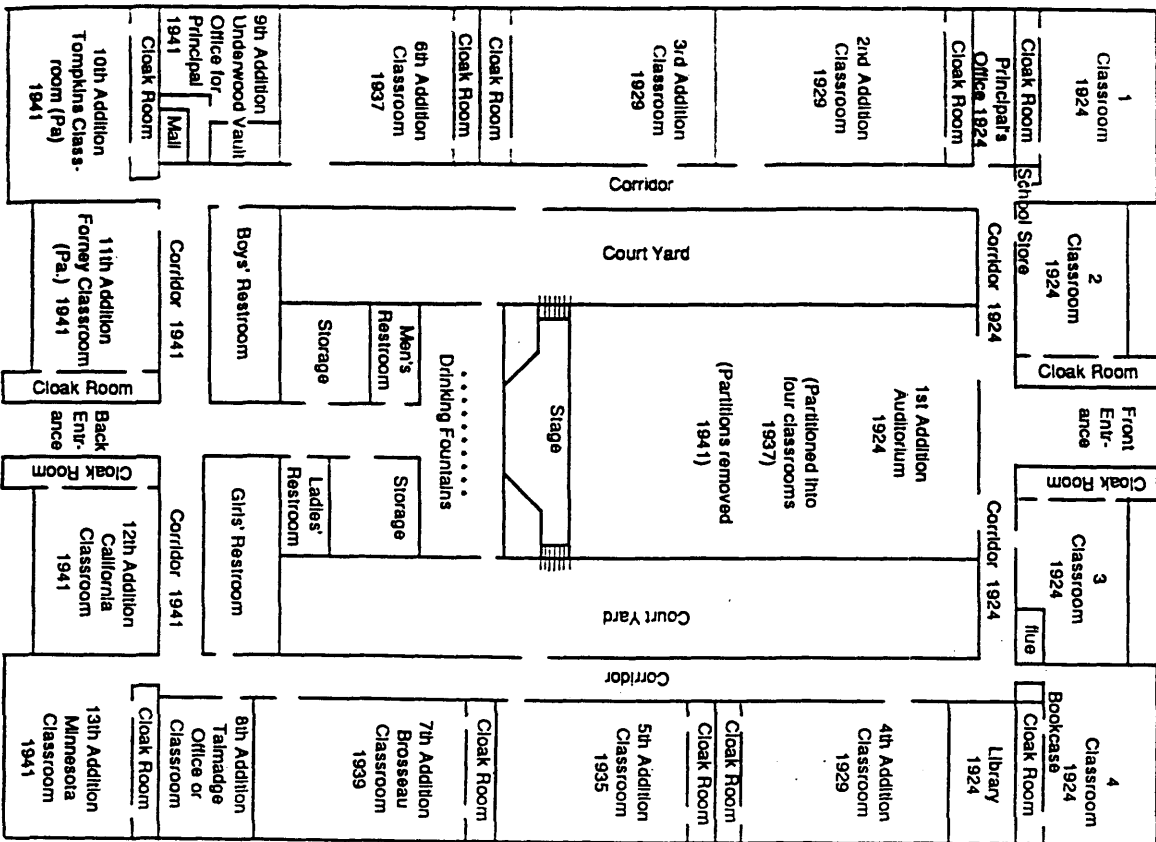 1
Classroom
1924
Cloak Room
Principal's
Office 1924
School Store
2
Classroom
1924
Cloak Room
Front
Entr-
ance
Cloak Room
3
Classroom
1924
flue
4
Classroom
1924
Bookcase
Cloak Room
Library
1924
Corridor 1924
Corridor 1924
Cloak Room
2nd Addition
Classroom
1929
3rd Addition
Classroom
1929
Cloak Room
Cloak Room
6th Addition
Classroom
1937
Corridor
Court Yard
1st Addition
Auditorium
1924
(Partitioned into
four classrooms
1937)
(Partitions removed
1941)
Stage
Drinking Fountains
Court Yard
Corridor
4th Addition
Classroom
1929
Cloak Room
Cloak Room
5th Addition
Classroom
1935
Cloak Room
7th Addition
Brosseau
Classroom
1939
Men's
Restroom
Storage
Storage
Ladies'
Restroom
9th Addition
Underwood Vault
Office for
Principal
1941
Mail
Boys' Restroom
Girls' Restroom
8th Addition
Talmadge
Office or
Classroom
Corridor 1941
Corridor 1941
Cloak Room
10th Addition
Tompkins Class-
room (Pa)
1941
11th Addition
Forney Classroom
(Pa.) 1941
Cloak Room
Back
Entr-
ance
Cloak Room
12th Addition
California
Classroom
1941
Cloak Room
13th Addition
Minnesota
Classroom
1941